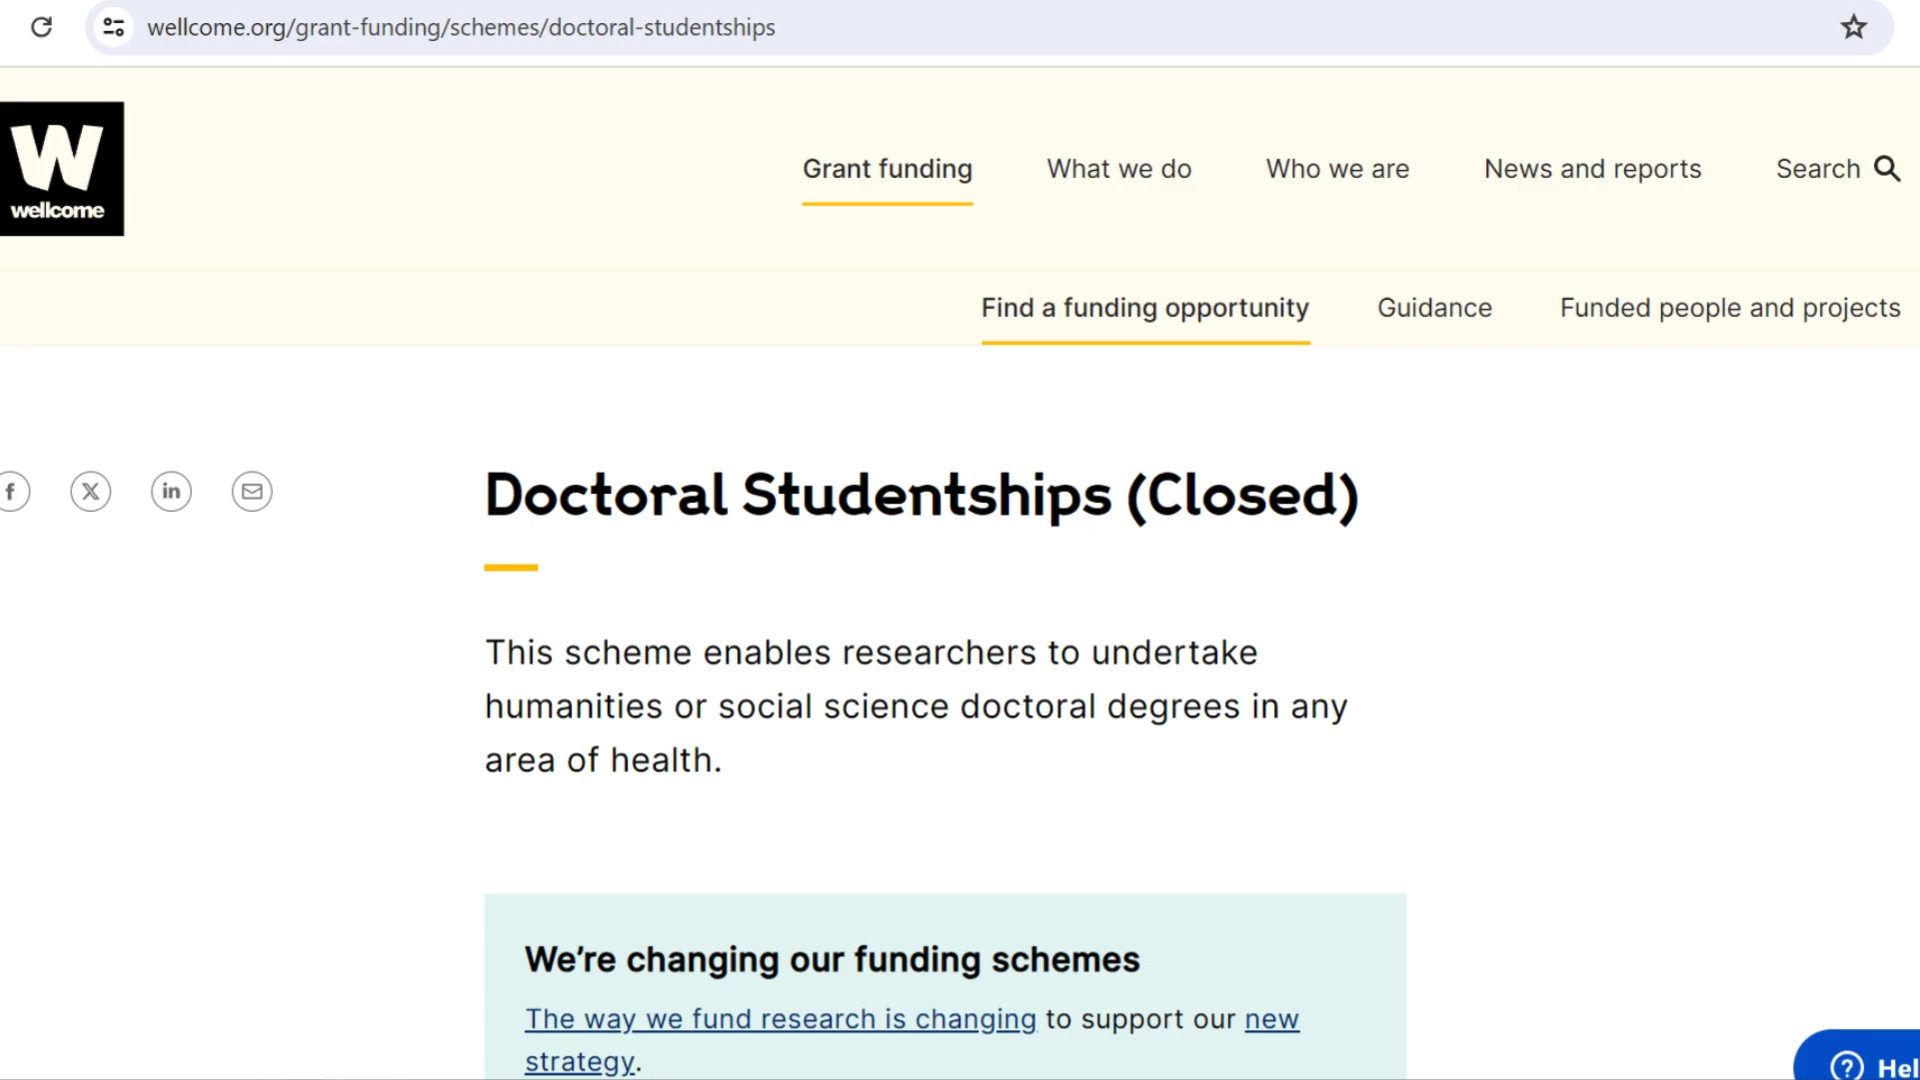 wellcome.org/grant-funding/schemes/doctoral-studentships
W
wellcome
Grant funding
What we do
Who we are
News and reports
Search
Find a funding opportunity
Guidance
Funded people and projects
f
X
in
Doctoral Studentships (Closed)
This scheme enables researchers to undertake
humanities or social science doctoral degrees in any
area of health.
We’re changing our funding schemes
The way we fund research is changing to support our new
strategy.
? Hel